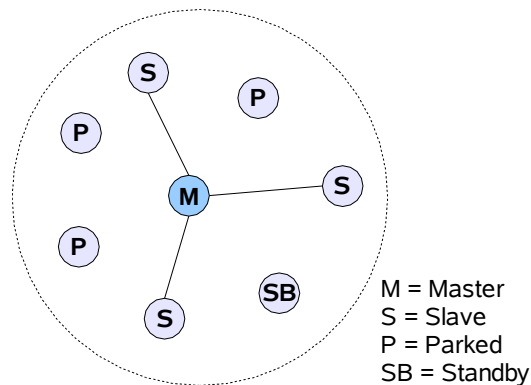 S
P
P
S
M
P
SB
S
M = Master
S = Slave
P = Parked
SB = Standby